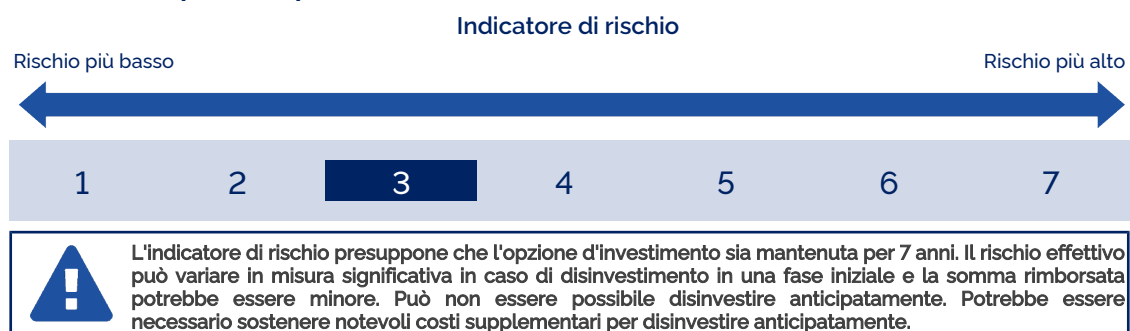 Indicatore di rischio
Rischio più basso
Rischio più alto
1 2 3 4 5 6 7
L'indicatore di rischio presuppone che l'opzione d'investimento sia mantenuta per 7 anni. Il rischio effettivo
può variare in misura significativa in caso di disinvestimento in una fase iniziale e la somma rimborsata
potrebbe essere minore. Può non essere possibile disinvestire anticipatamente. Potrebbe essere
necessario sostenere notevoli costi supplementari per disinvestire anticipatamente.